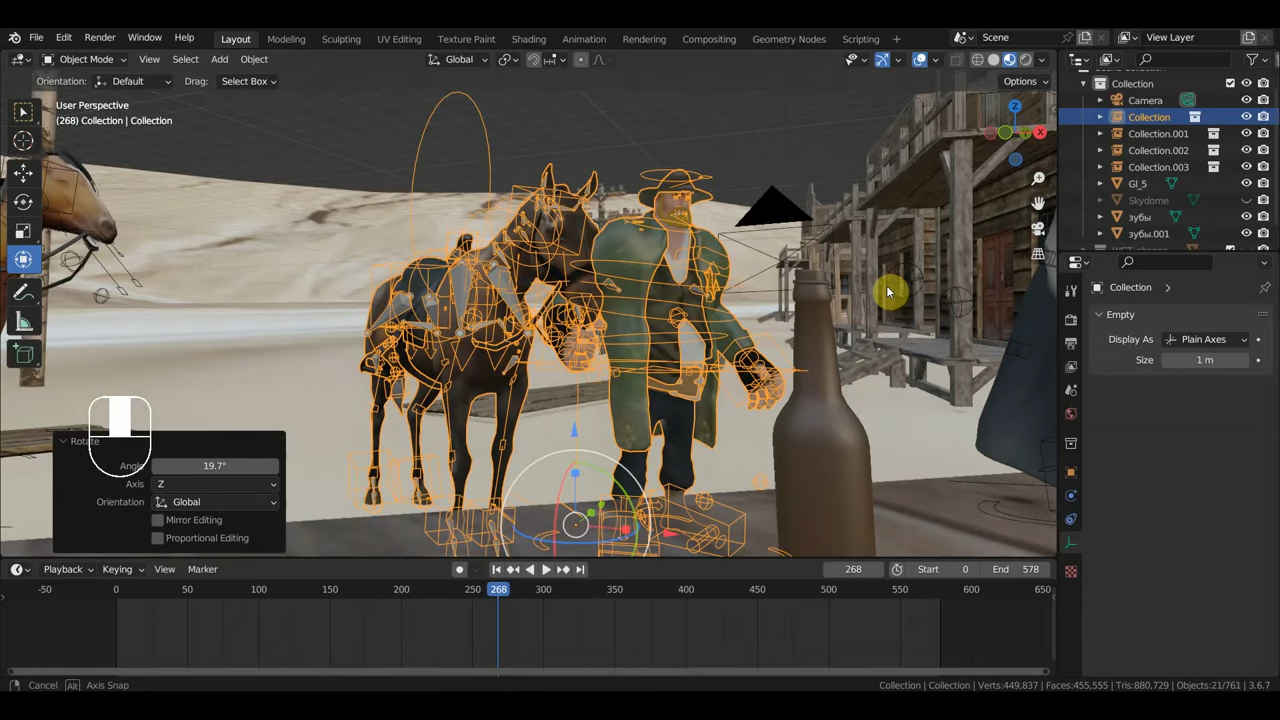 File Edit Render Window Help Layout Modeling Sculpting UV Editing Texture Paint Shading Animation Rendering Compositing Geometry Nodes Scripting + Scene View Layer
Object Mode View Select Add Object Global Options
Orientation: Default Drag: Select Box
User Perspective
(268) Collection | Collection
Z
X
Collection
Camera
Collection
Collection.001
Collection.002
Collection.003
GI_5
Skydome
зубы
зубы.001
Collection
Empty
Display As Plain Axes
Size 1 m
Rotate
Angle 19.7°
Axis Z
Orientation Global
Mirror Editing
Proportional Editing
Playback Keying View Marker 268 Start 0 End 578
-50 0 50 100 150 200 268 300 350 400 450 500 550 600 650
Cancel Alt Axis Snap Collection | Collection | Verts:449,837 | Faces:455,555 | Tris:880,729 | Objects:21/761 | 3.6.7